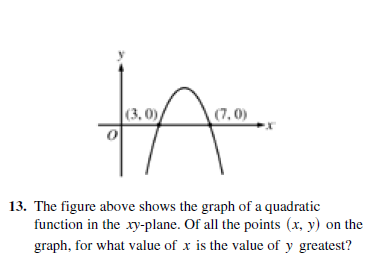 y
(3, 0) (7, 0)
x
O
13. The figure above shows the graph of a quadratic
function in the xy-plane. Of all the points (x, y) on the
graph, for what value of x is the value of y greatest?